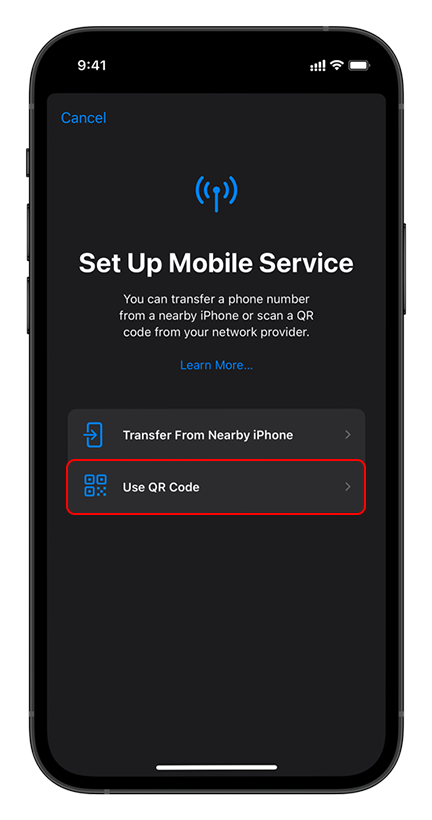 9:41
Cancel
Set Up Mobile Service
You can transfer a phone number
from a nearby iPhone or scan a QR
code from your network provider.
Learn More...
Transfer From Nearby iPhone
Use QR Code